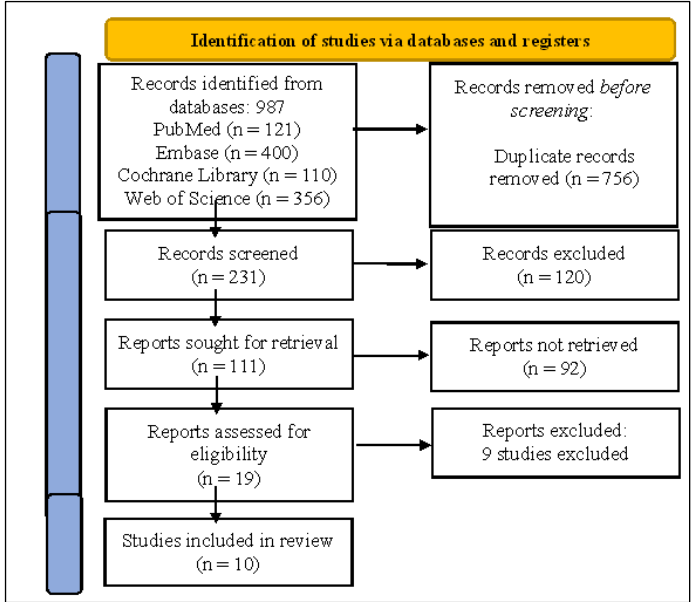 Identification of studies via databases and registers
Records identified from
databases: 987
PubMed (n = 121)
Embase (n = 400)
Cochrane Library (n = 110)
Web of Science (n = 356)
Records removed before
screening:
Duplicate records
removed (n = 756)
Records screened
(n = 231)
Records excluded
(n = 120)
Reports sought for retrieval
(n = 111)
Reports not retrieved
(n = 92)
Reports assessed for
eligibility
(n = 19)
Reports excluded:
9 studies excluded
Studies included in review
(n = 10)